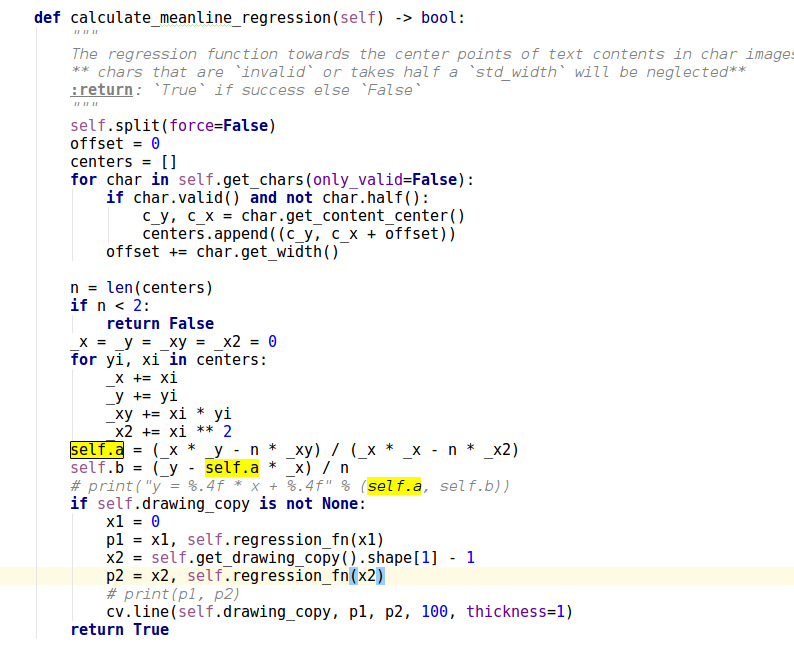 def calculate_meanline_regression(self) -> bool:
    """
    The regression function towards the center points of text contents in char images
    ** chars that are `invalid` or takes half a `std_width` will be neglected**
    :return: `True` if success else `False`
    """
    self.split(force=False)
    offset = 0
    centers = []
    for char in self.get_chars(only_valid=False):
        if char.valid() and not char.half():
            c_y, c_x = char.get_content_center()
            centers.append((c_y, c_x + offset))
        offset += char.get_width()

    n = len(centers)
    if n < 2:
        return False
    _x = _y = _xy = _x2 = 0
    for yi, xi in centers:
        _x += xi
        _y += yi
        _xy += xi * yi
        _x2 += xi ** 2
    self.a = (_x * _y - n * _xy) / (_x * _x - n * _x2)
    self.b = (_y - self.a * _x) / n
    # print("y = %.4f * x + %.4f" % (self.a, self.b))
    if self.drawing_copy is not None:
        x1 = 0
        p1 = x1, self.regression_fn(x1)
        x2 = self.get_drawing_copy().shape[1] - 1
        p2 = x2, self.regression_fn(x2)
        # print(p1, p2)
        cv.line(self.drawing_copy, p1, p2, 100, thickness=1)
    return True